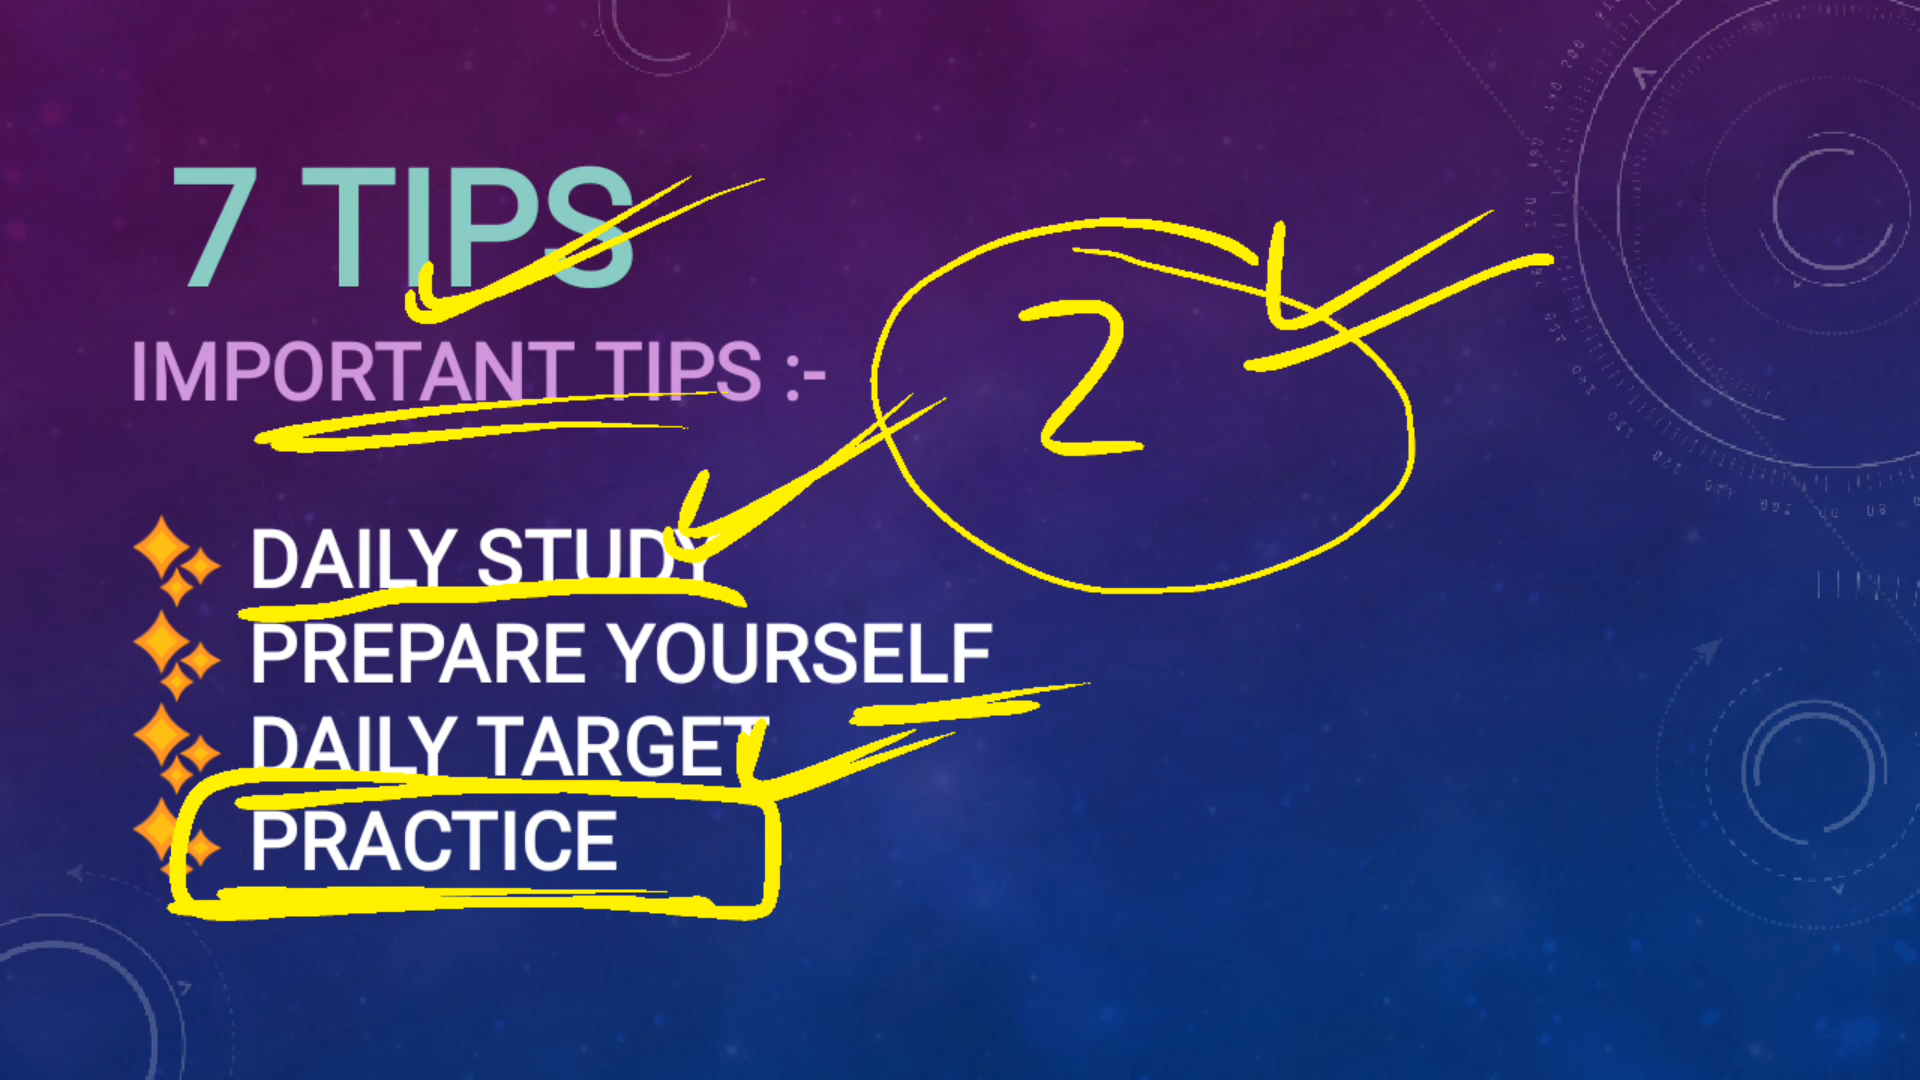 7 TIPS
IMPORTANT TIPS :-
2
DAILY STUDY
PREPARE YOURSELF
DAILY TARGET
PRACTICE